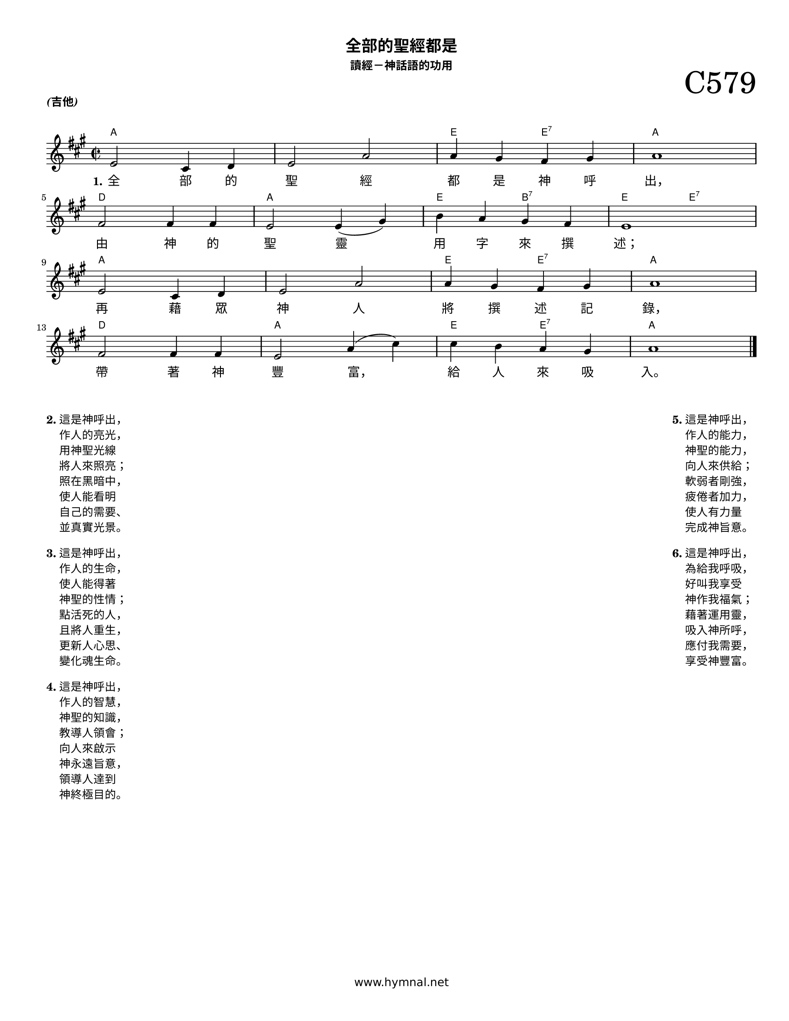 全部的聖經都是
讀經－神話語的功用
C579
(吉他)
A E E7 A
1. 全 部 的 聖 經 都 是 神 呼 出，
5 D A E B7 E E7
由 神 的 聖 靈 用 字 來 撰 述；
9 A E E7 A
再 藉 眾 神 人 將 撰 述 記 錄，
13 D A E E7 A
帶 著 神 豐 富， 給 人 來 吸 入。
2. 這是神呼出，
作人的亮光，
用神聖光線
將人來照亮；
照在黑暗中，
使人能看明
自己的需要、
並真實光景。
3. 這是神呼出，
作人的生命，
使人能得著
神聖的性情；
點活死的人，
且將人重生，
更新人心思、
變化魂生命。
4. 這是神呼出，
作人的智慧，
神聖的知識，
教導人領會；
向人來啟示
神永遠旨意，
領導人達到
神終極目的。
5. 這是神呼出，
作人的能力，
神聖的能力，
向人來供給；
軟弱者剛強，
疲倦者加力，
使人有力量
完成神旨意。
6. 這是神呼出，
為給我呼吸，
好叫我享受
神作我福氣；
藉著運用靈，
吸入神所呼，
應付我需要，
享受神豐富。
www.hymnal.net